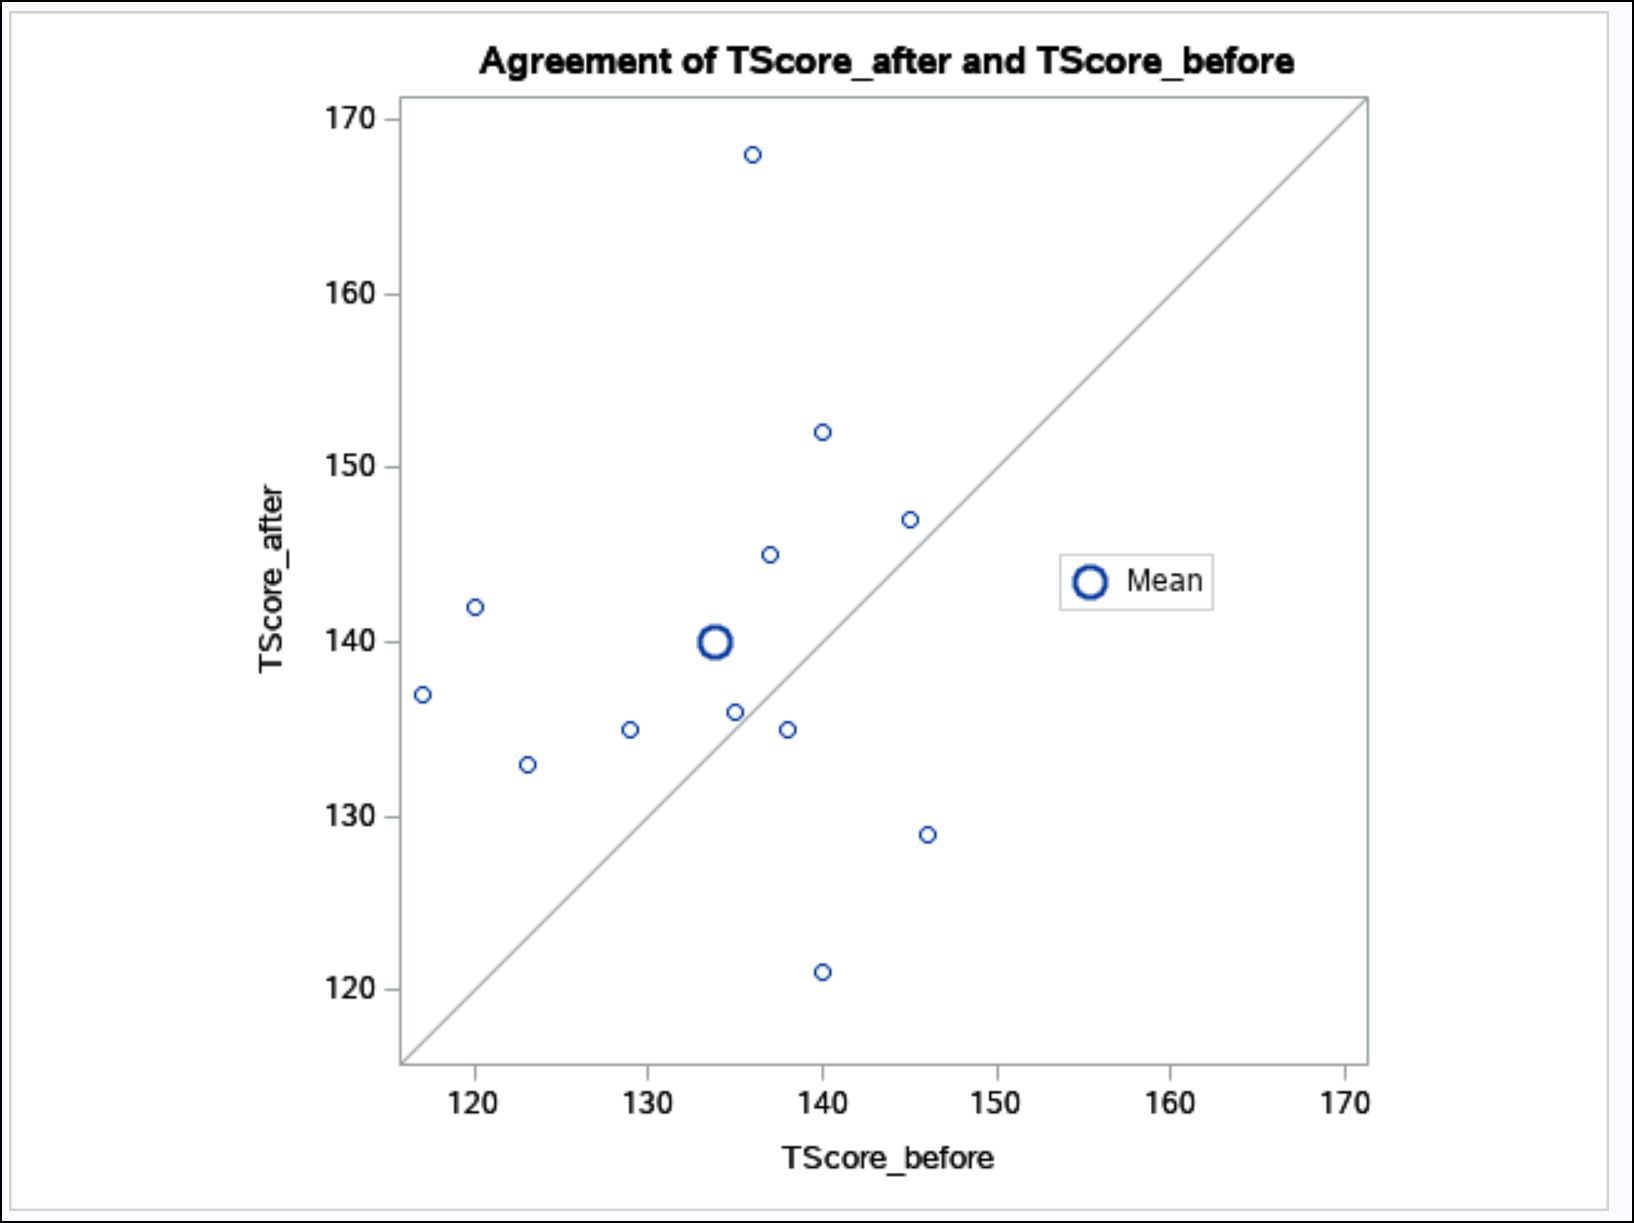 Agreement of TScore_after and TScore_before
170
160
150
140
130
120
TScore_after
Mean
120 130 140 150 160 170
TScore_before